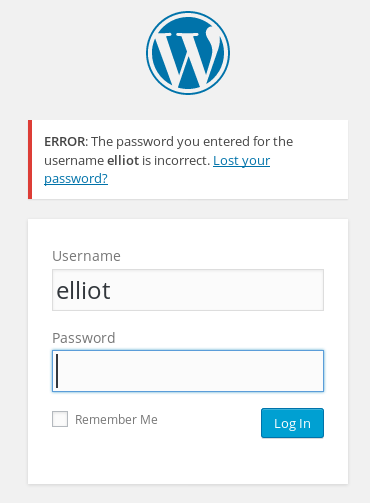 ERROR: The password you entered for the
username elliot is incorrect. Lost your
password?
Username
elliot
Password
Remember Me
Log In